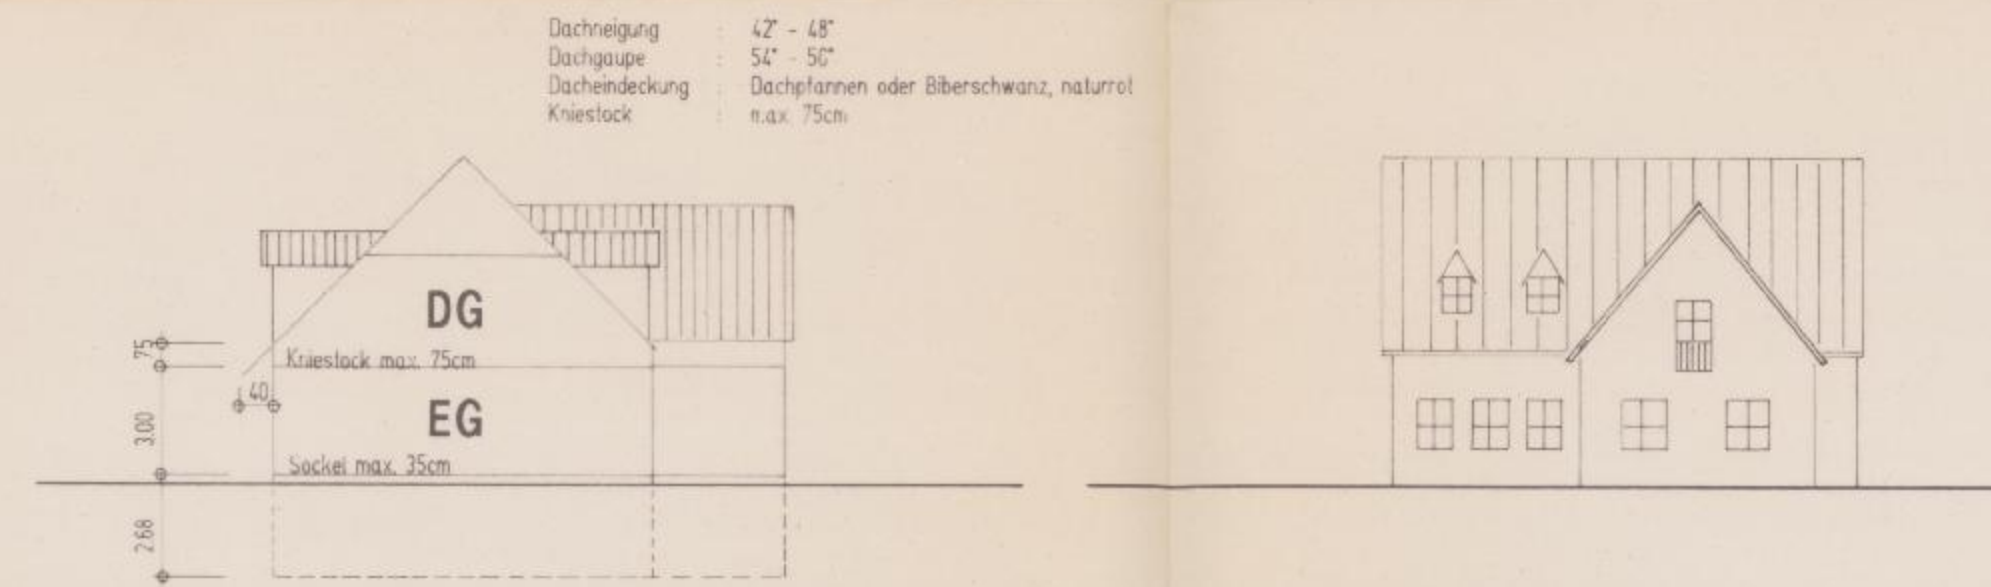 Dachneigung : 42° - 48°
Dachgaupe : 54° - 56°
Dacheindeckung : Dachpfannen oder Biberschwanz, naturrot
Kniestock : max. 75cm
DG
75
Kniestock max. 75cm
40
EG
3.00
Sockel max. 35cm
2.68